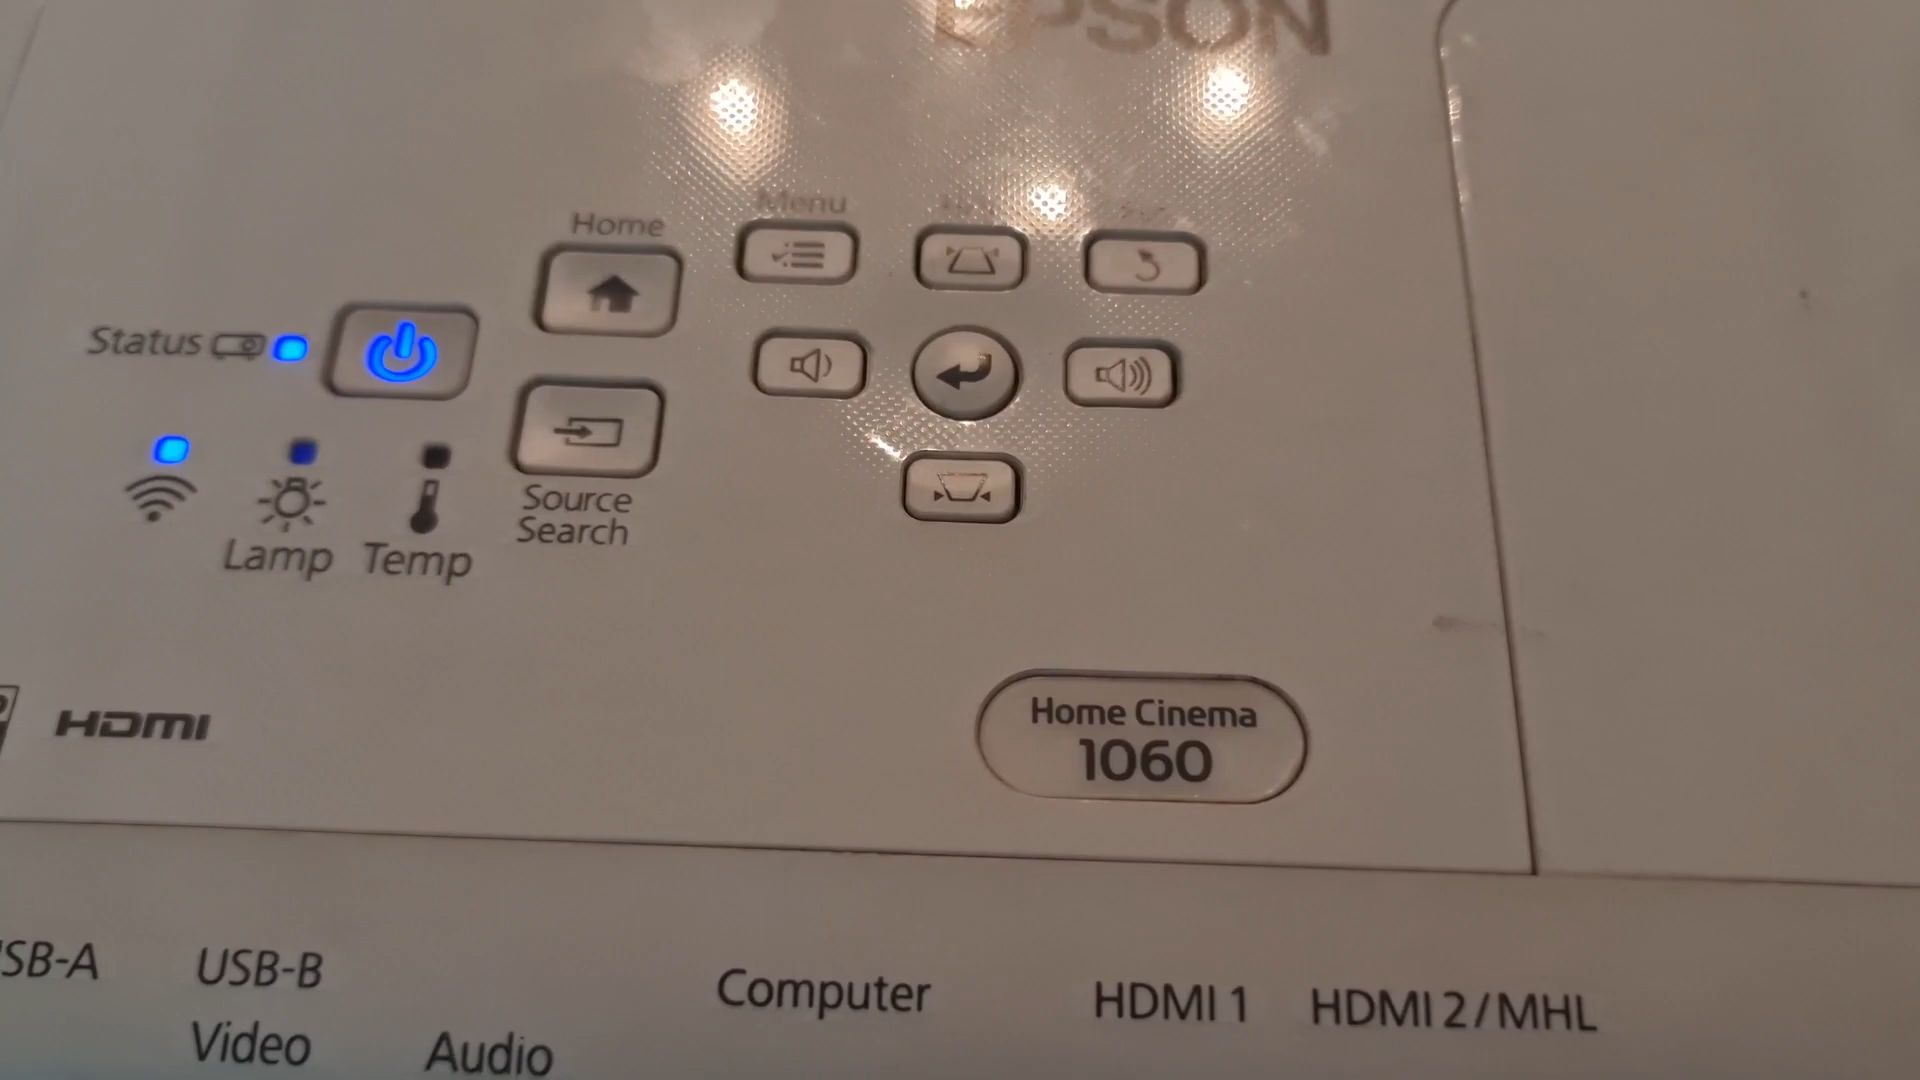 EPSON
Menu
Home
Status
Source
Search
Lamp
Temp
HDMI
Home Cinema
1060
USB-B
Computer
HDMI 1
HDMI 2/MHL
Video
Audio